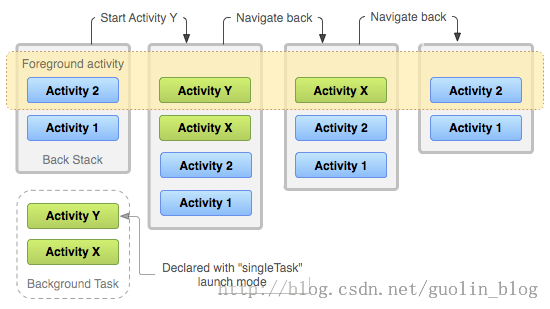 Start Activity Y
Navigate back
Navigate back
Foreground activity
Activity 2
Activity 1
Back Stack
Activity Y
Activity X
Activity 2
Activity 1
Activity X
Activity 2
Activity 1
Activity 2
Activity 1
Activity Y
Activity X
Background Task
Declared with "singleTask"
launch mode
http://blog.csdn.net/guolin_blog